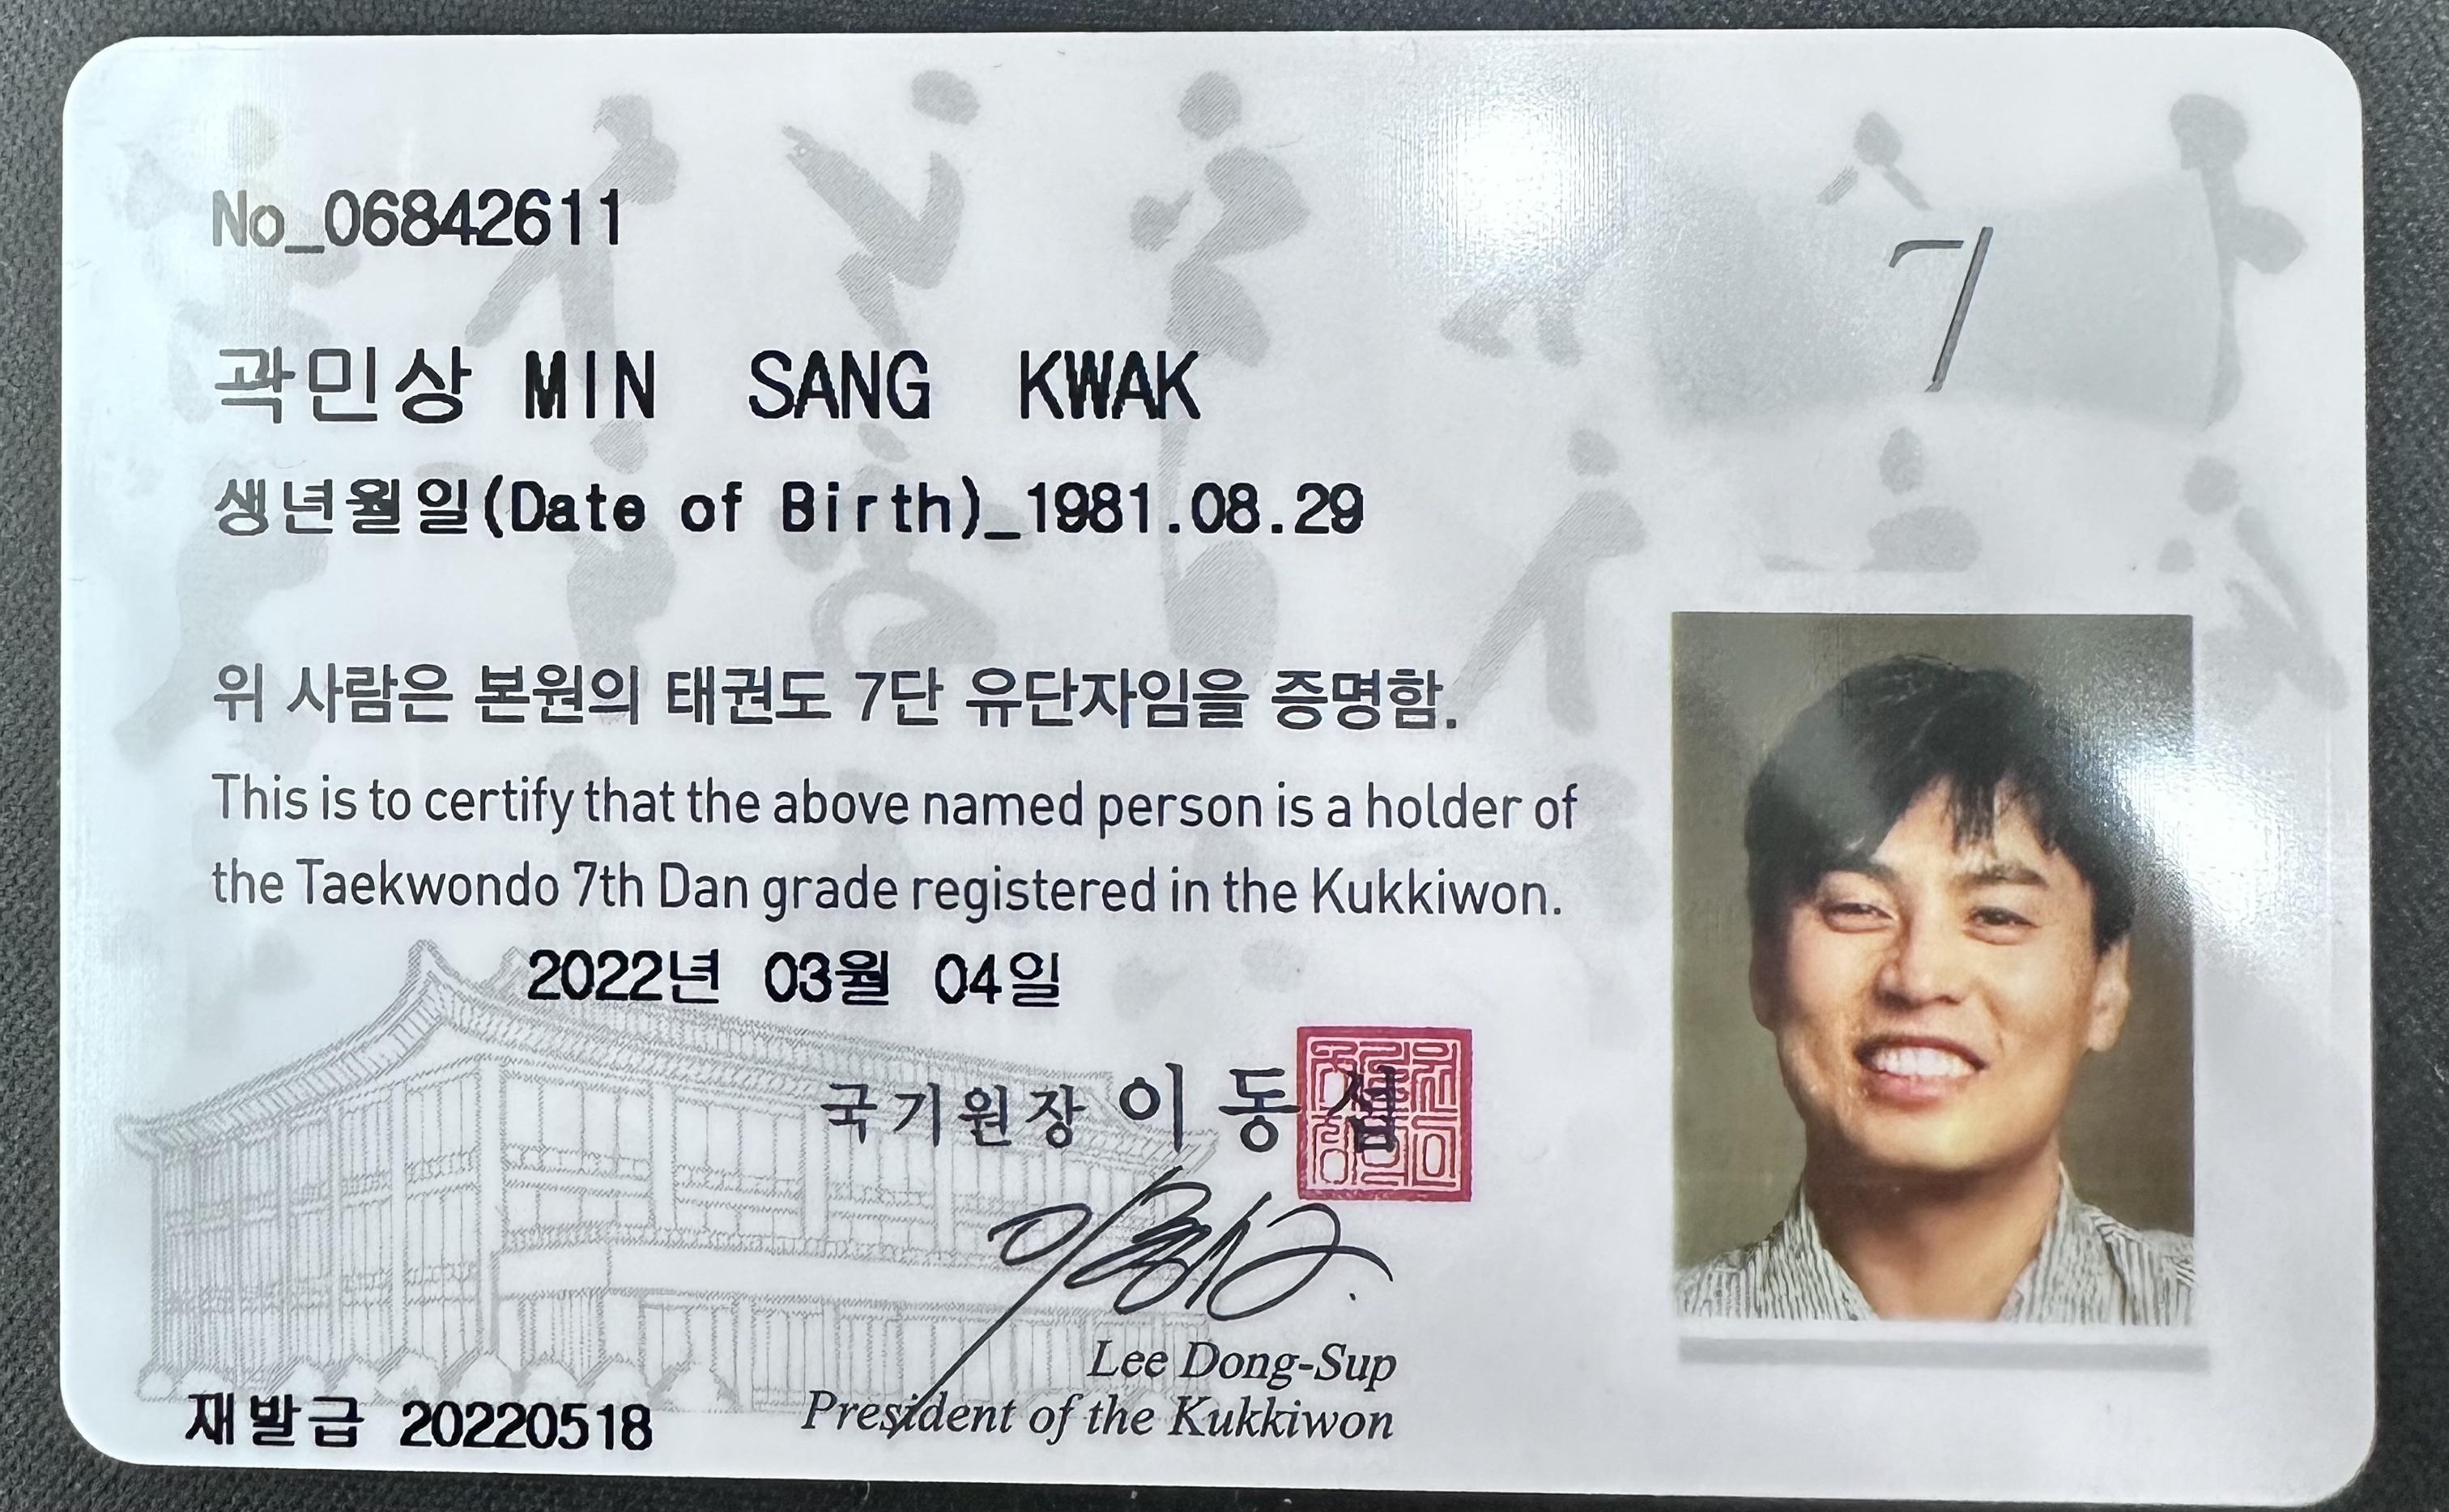 7
No_06842611
곽민상 MIN SANG KWAK
생년월일(Date of Birth)_1981.08.29
위 사람은 본원의 태권도 7단 유단자임을 증명함.
This is to certify that the above named person is a holder of
the Taekwondo 7th Dan grade registered in the Kukkiwon.
2022년 03월 04일
국기원장 이동섭
Lee Dong-Sup
President of the Kukkiwon
재발급 20220518